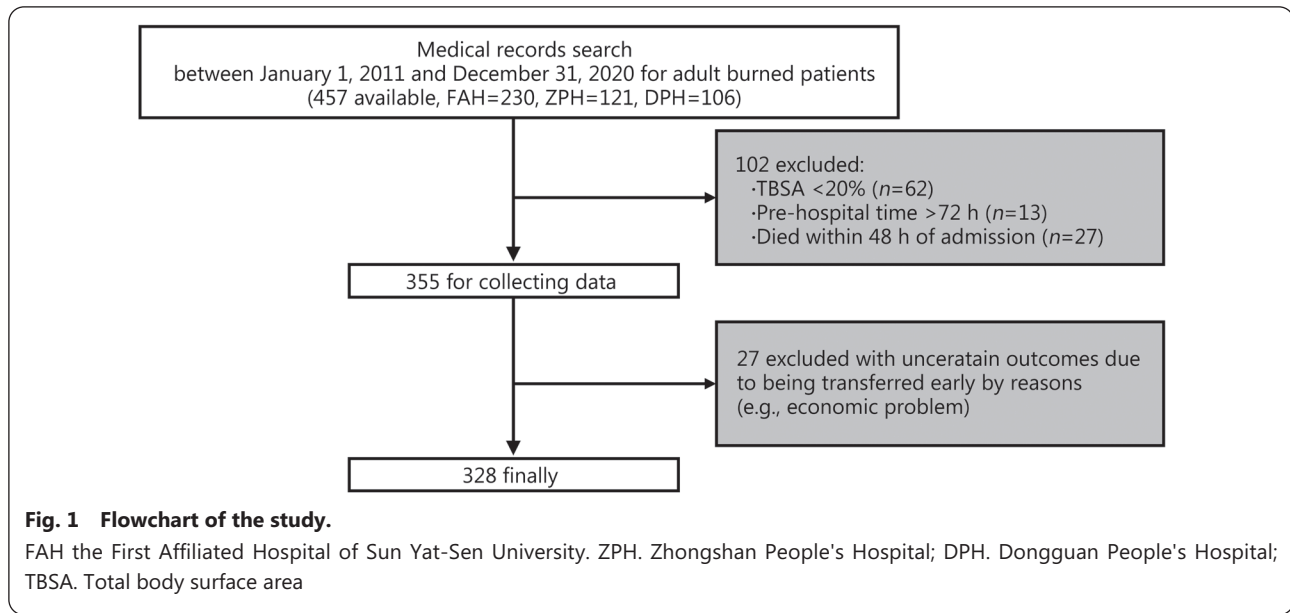 Medical records search
between January 1, 2011 and December 31, 2020 for adult burned patients
(457 available, FAH=230, ZPH=121, DPH=106)
102 excluded:
·TBSA <20% (n=62)
·Pre-hospital time >72 h (n=13)
·Died within 48 h of admission (n=27)
355 for collecting data
27 excluded with unceratain outcomes due
to being transferred early by reasons
(e.g., economic problem)
328 finally
Fig. 1 Flowchart of the study.
FAH the First Affiliated Hospital of Sun Yat-Sen University. ZPH. Zhongshan People's Hospital; DPH. Dongguan People's Hospital;
TBSA. Total body surface area